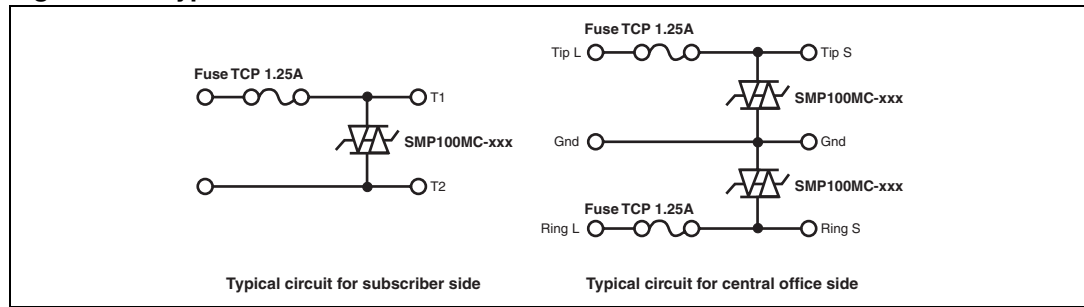 Fuse TCP 1.25A
T1
SMP100MC-xxx
T2
Typical circuit for subscriber side
Fuse TCP 1.25A
Tip L
Tip S
SMP100MC-xxx
Gnd
Gnd
SMP100MC-xxx
Fuse TCP 1.25A
Ring L
Ring S
Typical circuit for central office side